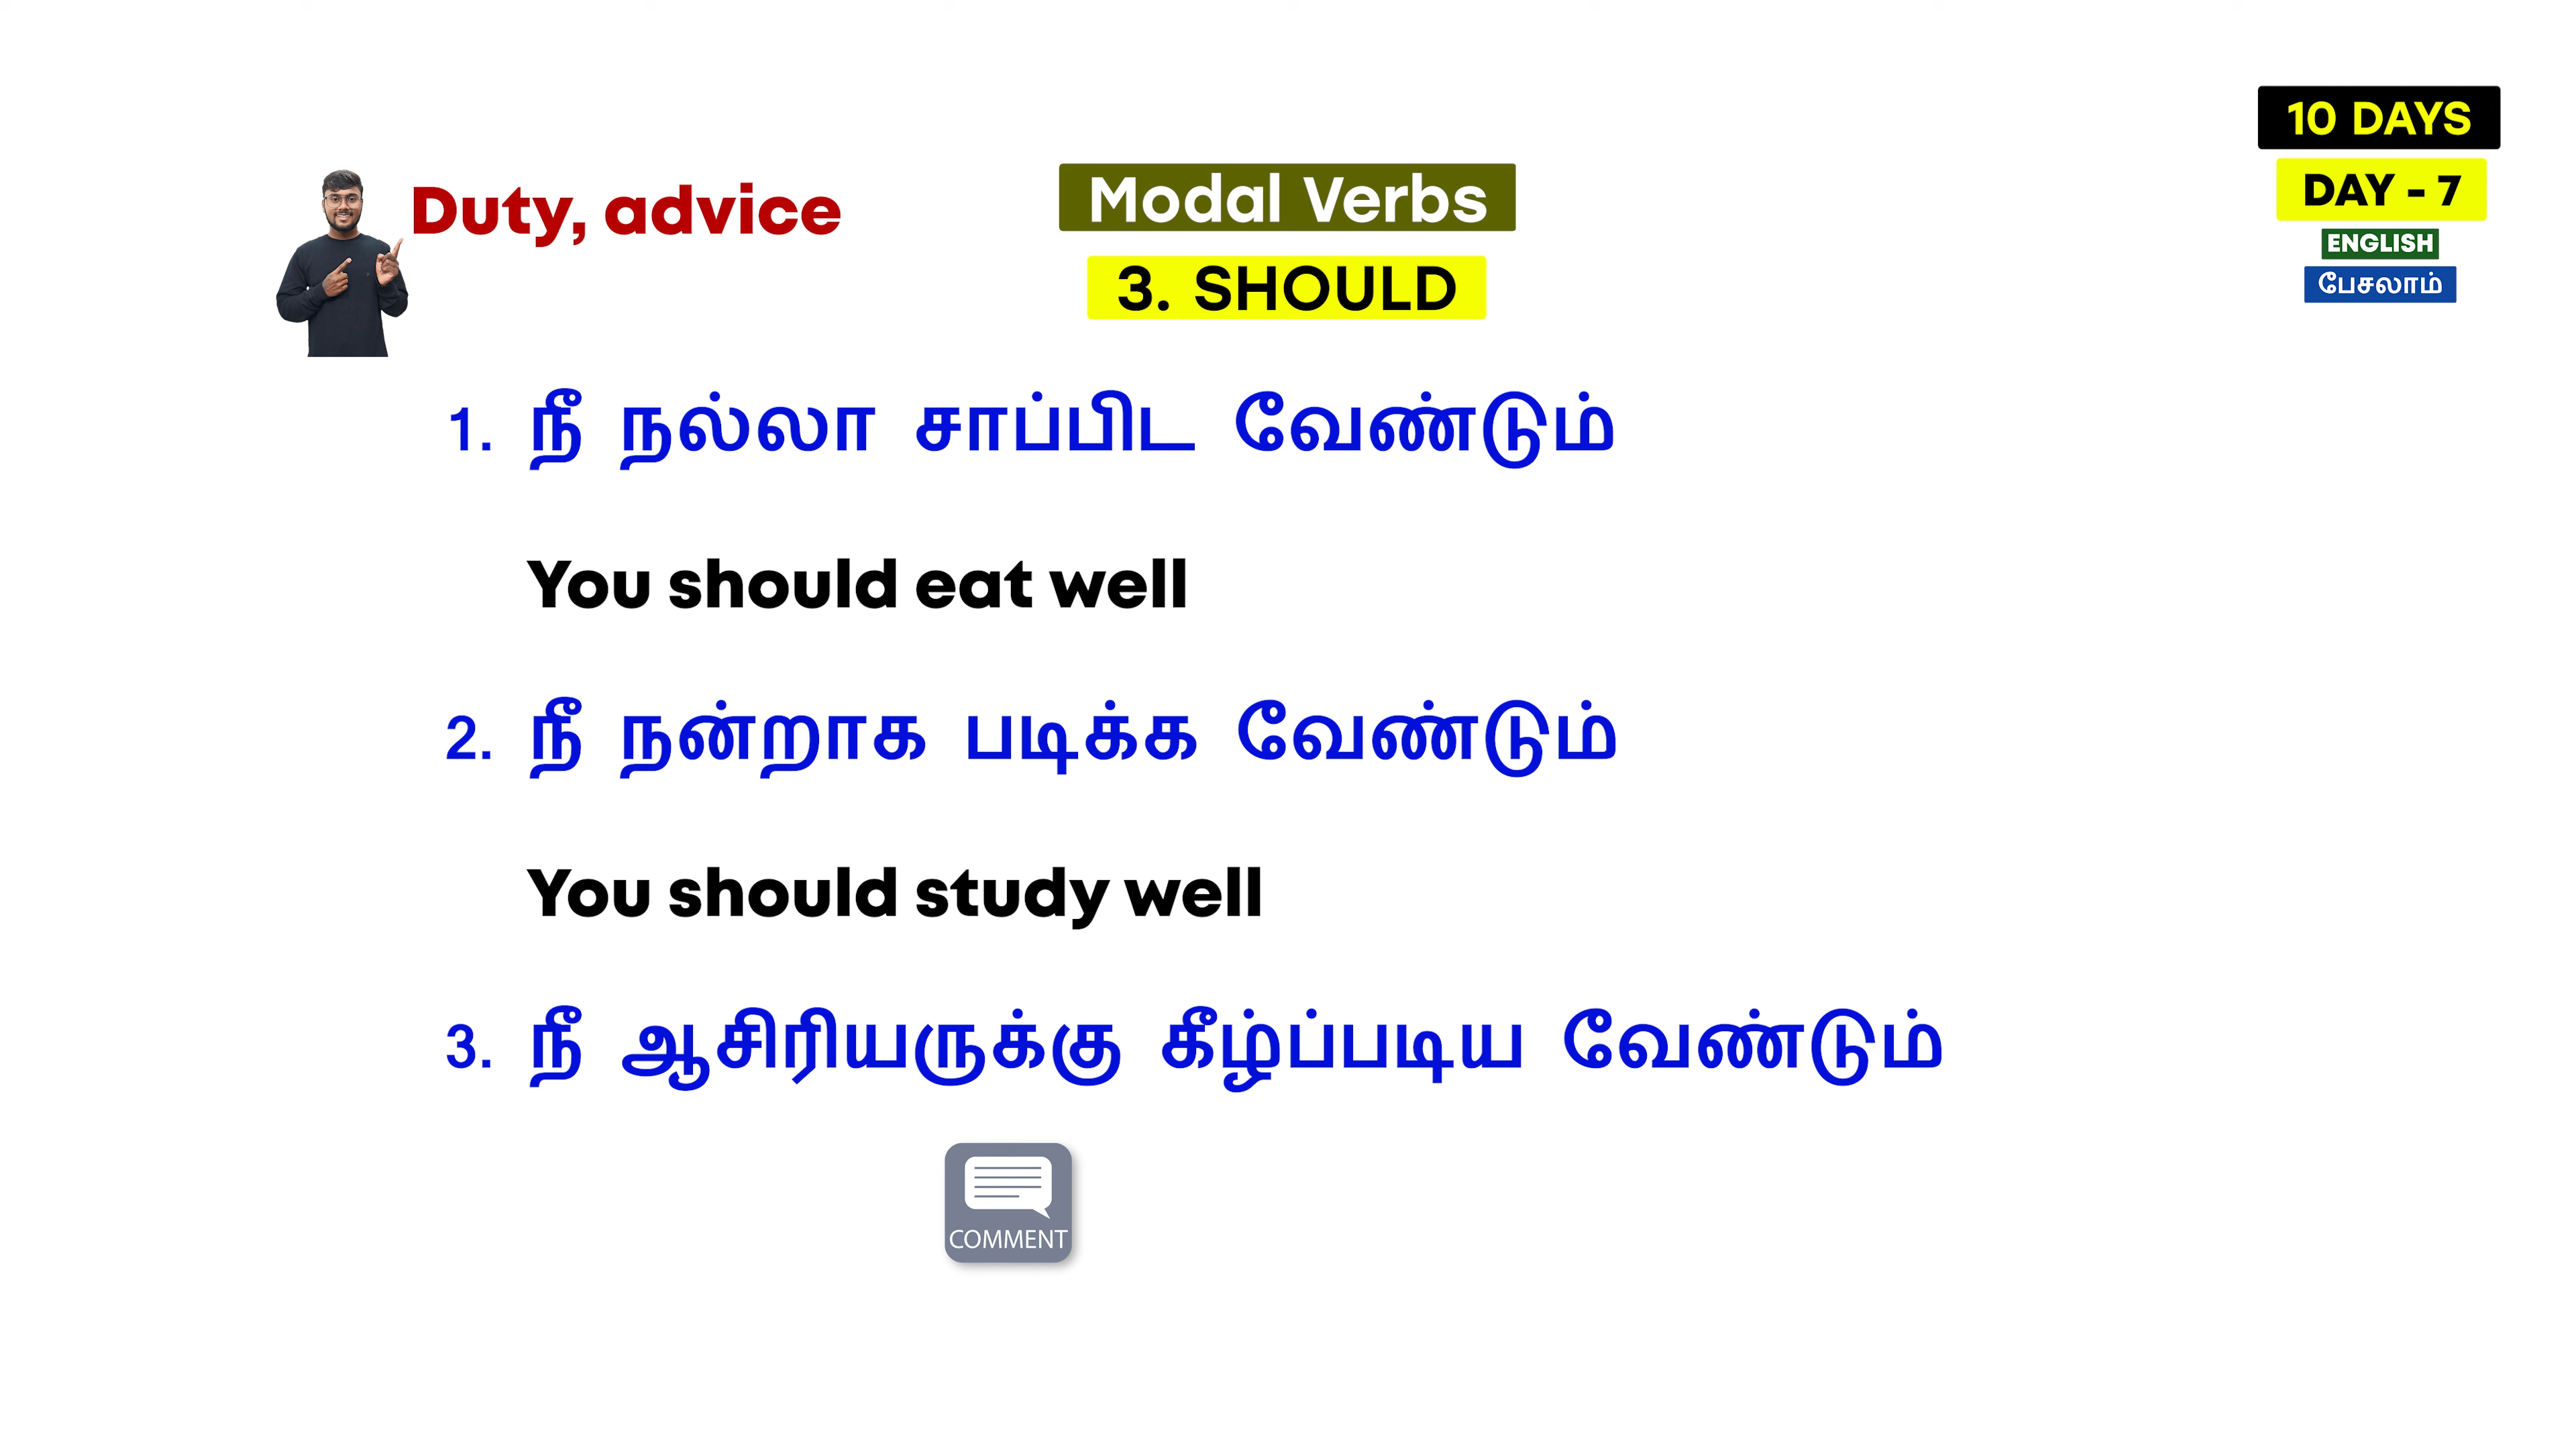 10 DAYS
DAY - 7
ENGLISH
பேசலாம்
Duty, advice
Modal Verbs
3. SHOULD
1. நீ நல்லா சாப்பிட வேண்டும்
You should eat well
2. நீ நன்றாக படிக்க வேண்டும்
You should study well
3. நீ ஆசிரியருக்கு கீழ்ப்படிய வேண்டும்
COMMENT